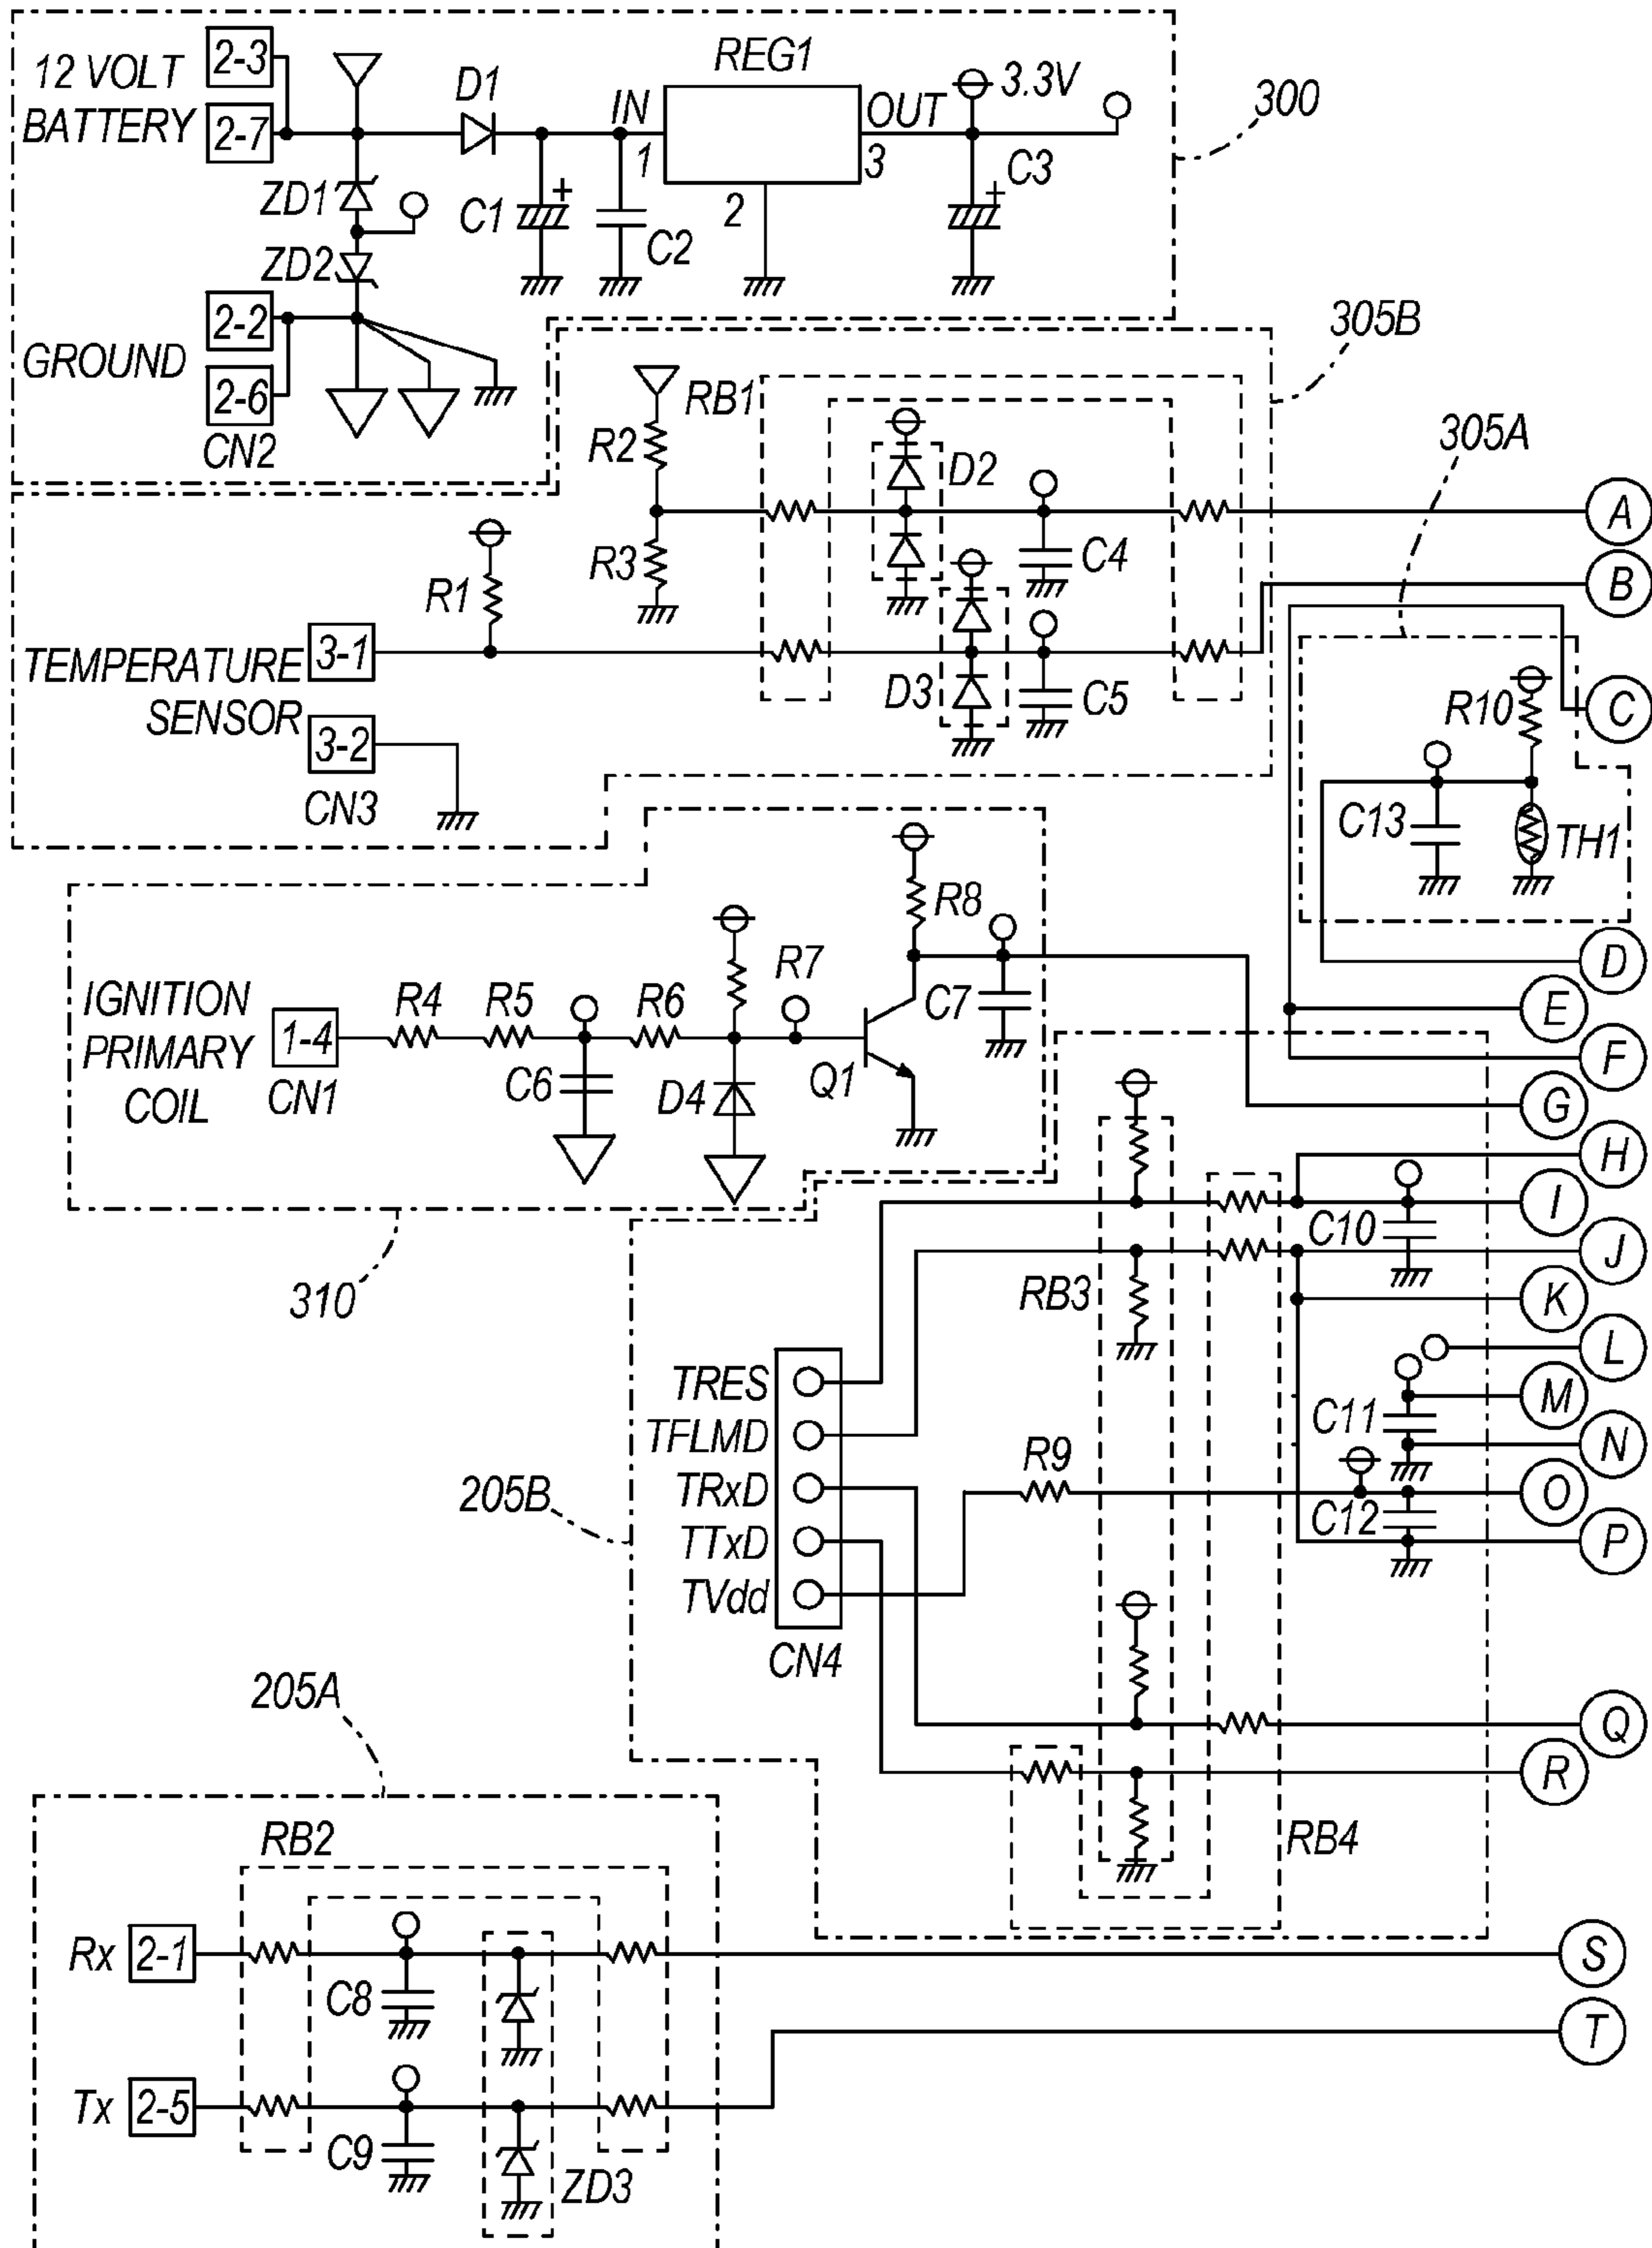 12 VOLT
BATTERY
2-3
2-7
D1
REG1
IN
1
OUT
3
2
3.3V
300
ZD1
ZD2
C1
+
C2
C3
+
2-2
GROUND
2-6
CN2
305B
RB1
R2
R3
D2
C4
305A
A
B
R1
TEMPERATURE
SENSOR
3-1
3-2
CN3
D3
C5
R10
C
C13
TH1
D
E
F
G
IGNITION
PRIMARY
COIL
1-4
CN1
R4
R5
R6
R7
R8
C6
D4
Q1
C7
310
H
I
C10
J
K
L
M
C11
N
O
C12
P
RB3
R9
TRES
TFLMD
TRxD
TTxD
TVdd
CN4
205B
Q
R
RB4
205A
RB2
Rx
2-1
C8
S
T
Tx
2-5
C9
ZD3